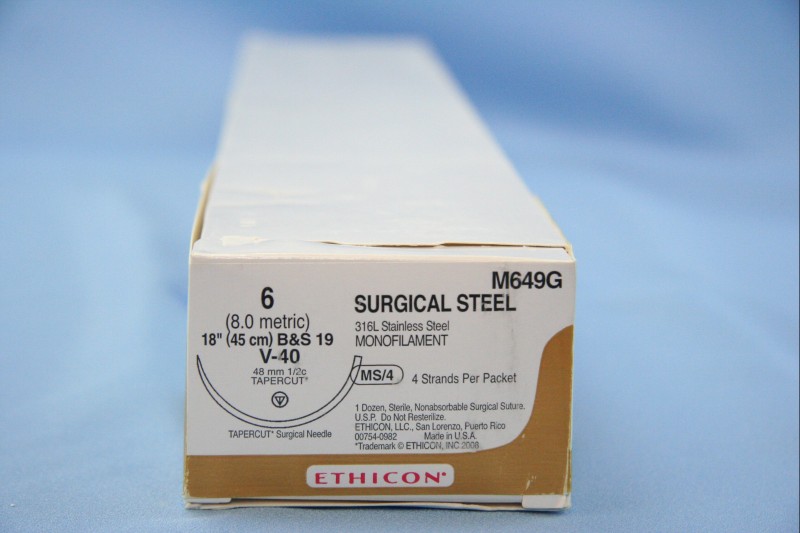 M649G
6
(8.0 metric)
18" (45 cm) B&S 19
V-40
48 mm 1/2c
TAPERCUT*
TAPERCUT* Surgical Needle
SURGICAL STEEL
316L Stainless Steel
MONOFILAMENT
MS/4 4 Strands Per Packet
1 Dozen, Sterile, Nonabsorbable Surgical Suture.
U.S.P. Do Not Resterilize.
ETHICON, LLC., San Lorenzo, Puerto Rico
00754-0982 Made in U.S.A.
*Trademark © ETHICON, INC 2008
ETHICON*